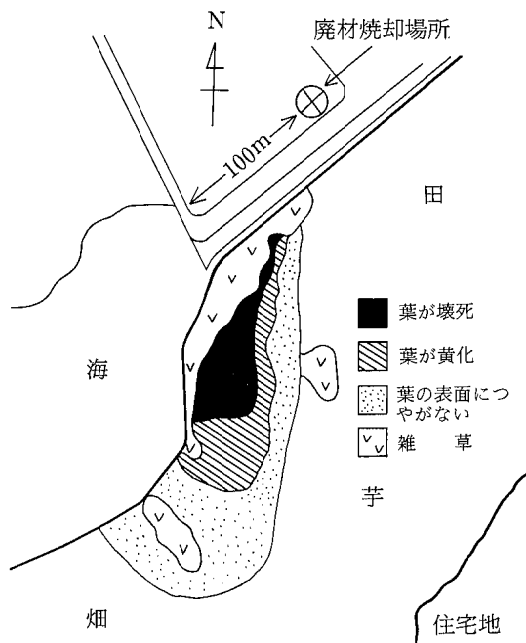 N
廃材焼却場所
100m
田
葉が壊死
葉が黄化
葉の表面につ
やがない
雑 草
海
芋
畑
住宅地